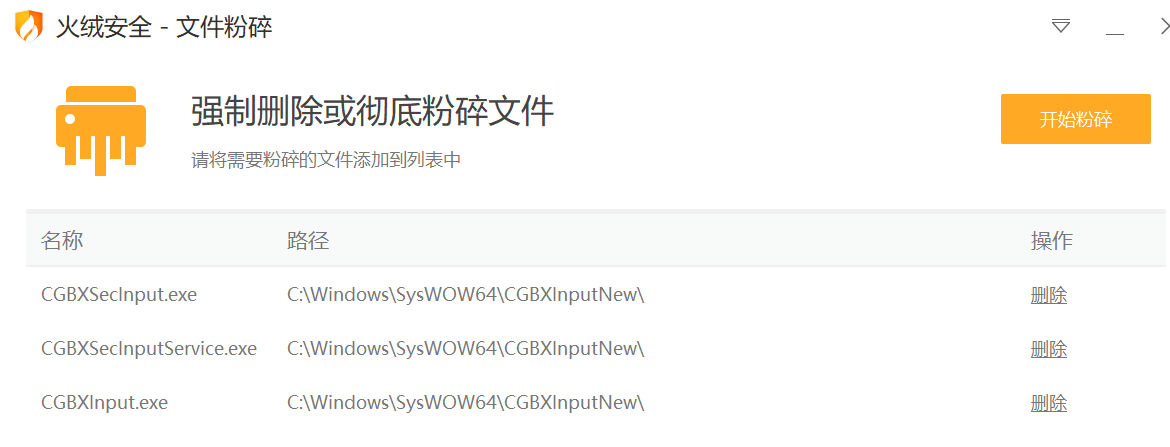 火绒安全 - 文件粉碎
强制删除或彻底粉碎文件
开始粉碎
请将需要粉碎的文件添加到列表中
名称 路径 操作
CGBXSecInput.exe C:\Windows\SysWOW64\CGBXInputNew\ 删除
CGBXSecInputService.exe C:\Windows\SysWOW64\CGBXInputNew\ 删除
CGBXInput.exe C:\Windows\SysWOW64\CGBXInputNew\ 删除